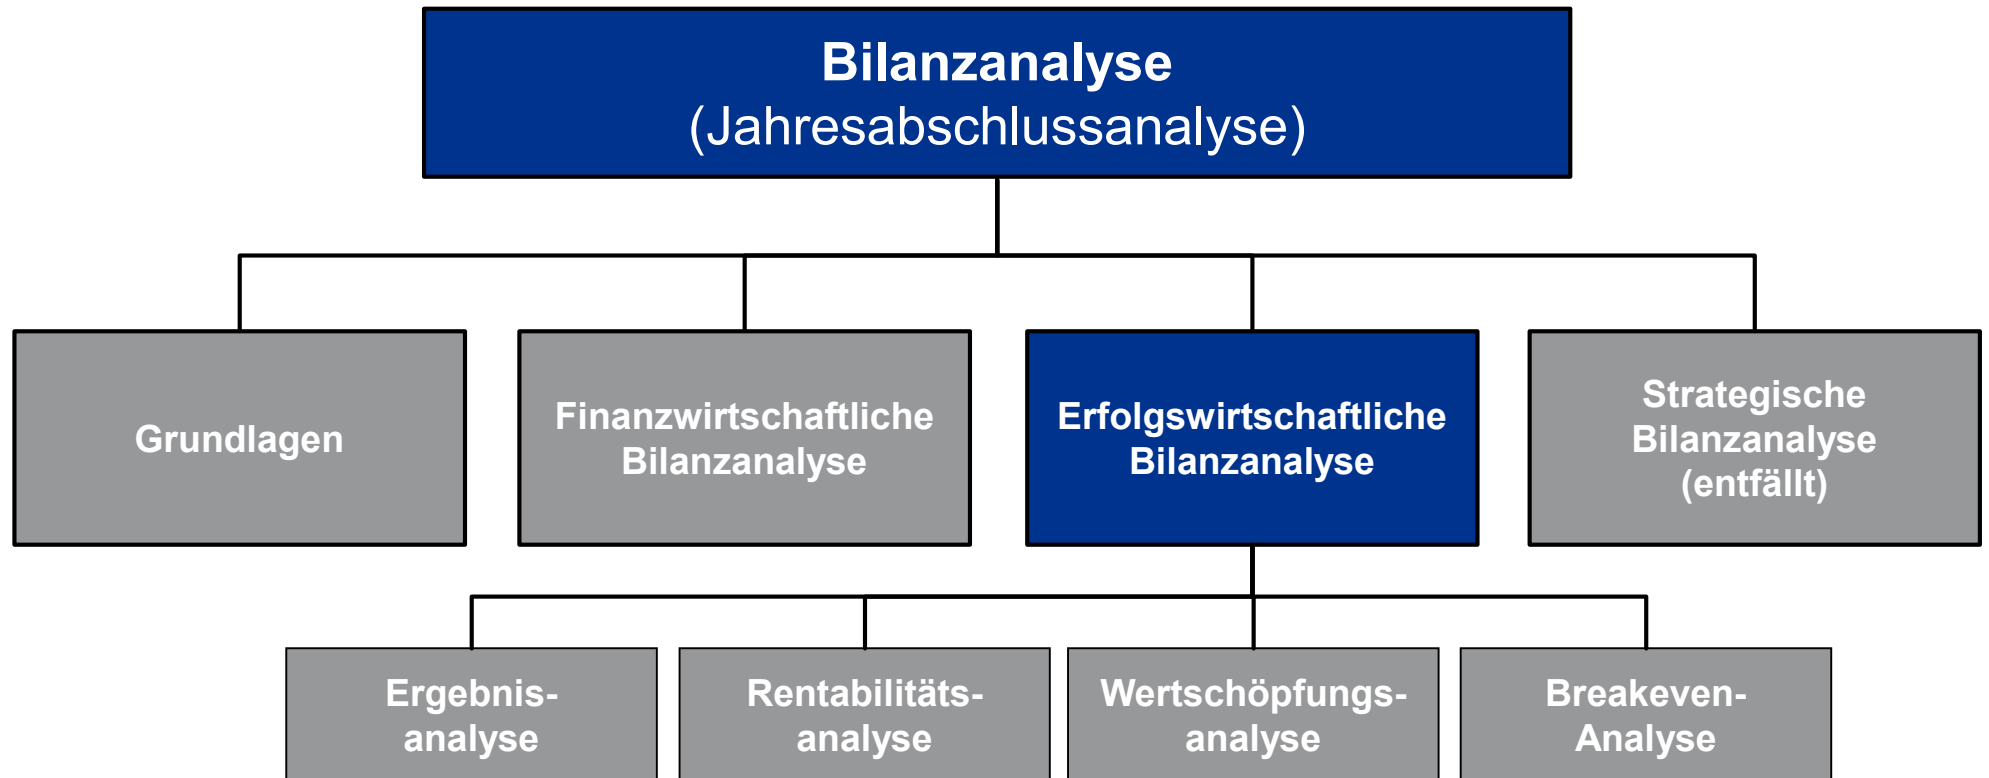 Bilanzanalyse
(Jahresabschlussanalyse)
Grundlagen
Finanzwirtschaftliche
Bilanzanalyse
Erfolgswirtschaftliche
Bilanzanalyse
Strategische
Bilanzanalyse
(entfällt)
Ergebnis-
analyse
Rentabilitäts-
analyse
Wertschöpfungs-
analyse
Breakeven-
Analyse